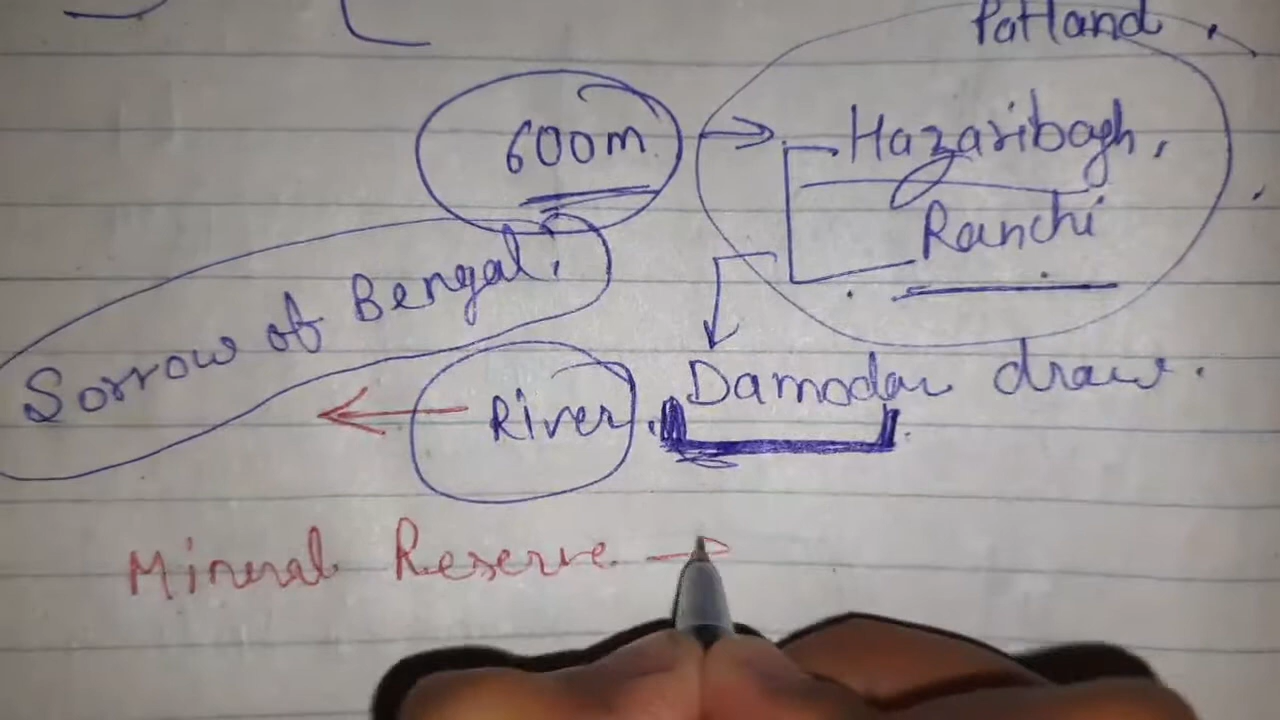 Patland.
600m → Hazaribagh,
Ranchi
Sorrow of Bengal.
Damodar draw.
River.
Mineral Reserve →